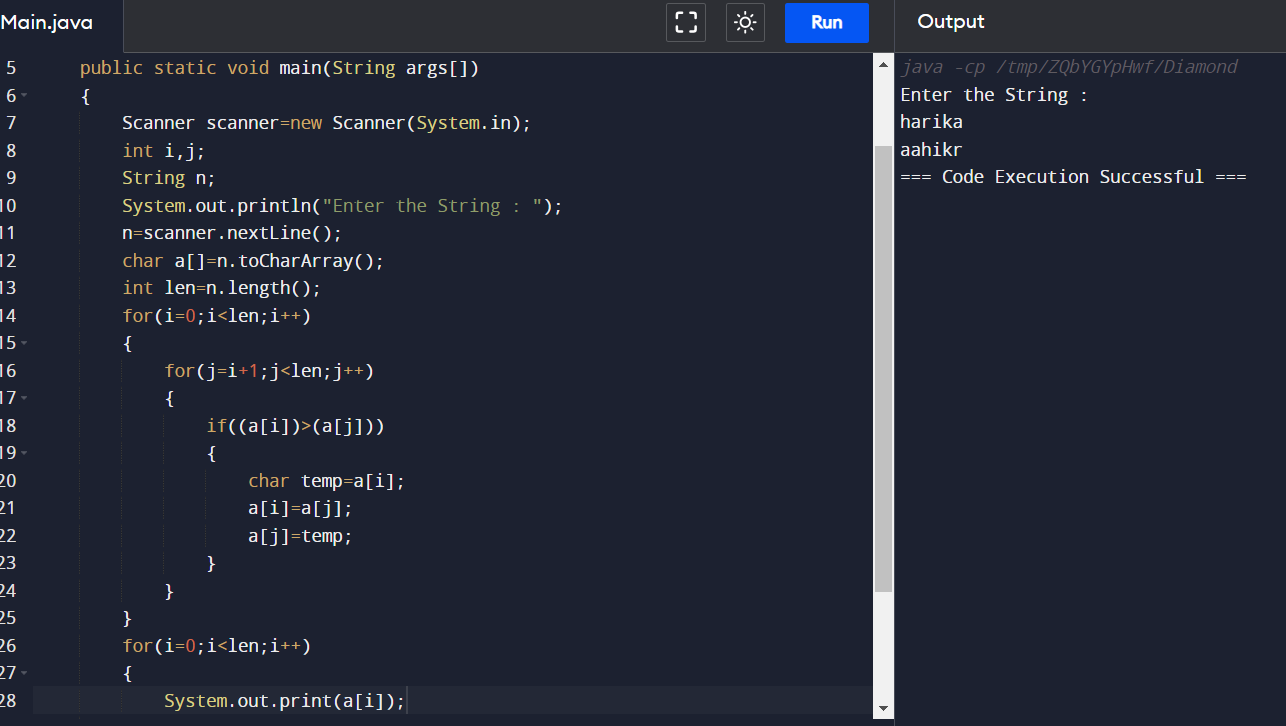 Main.java
Run
Output
5 public static void main(String args[])
6 {
7 Scanner scanner=new Scanner(System.in);
8 int i,j;
9 String n;
10 System.out.println("Enter the String : ");
11 n=scanner.nextLine();
12 char a[]=n.toCharArray();
13 int len=n.length();
14 for(i=0;i<len;i++)
15 {
16 for(j=i+1;j<len;j++)
17 {
18 if((a[i])>(a[j]))
19 {
20 char temp=a[i];
21 a[i]=a[j];
22 a[j]=temp;
23 }
24 }
25 }
26 for(i=0;i<len;i++)
27 {
28 System.out.print(a[i]);
java -cp /tmp/ZQbYGYpHwf/Diamond
Enter the String :
harika
aahikr
=== Code Execution Successful ===